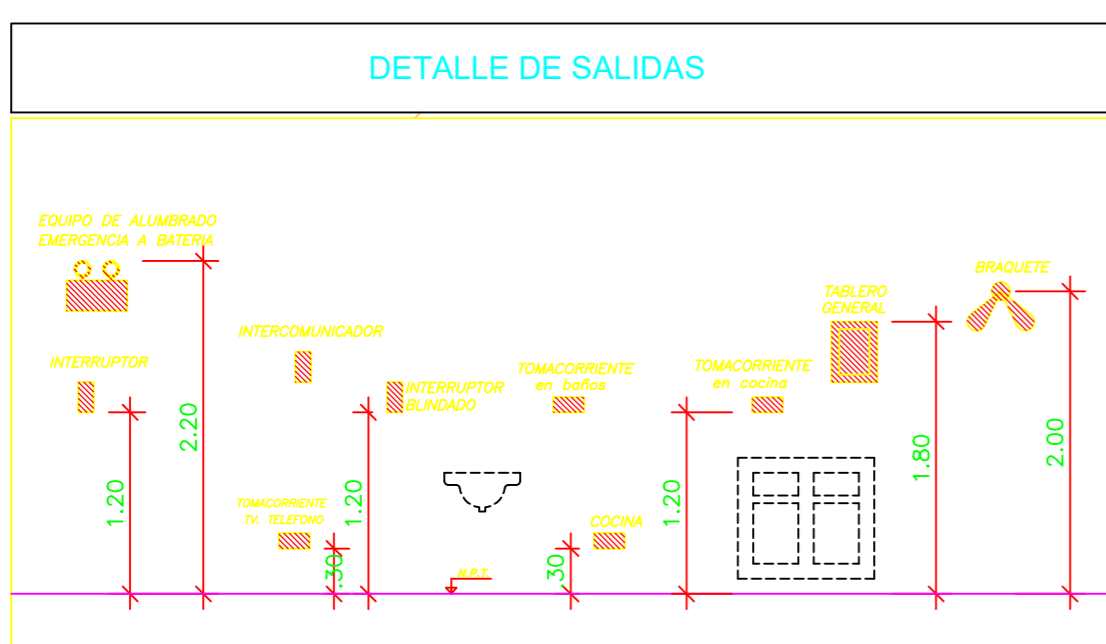 DETALLE DE SALIDAS
EQUIPO DE ALUMBRADO
EMERGENCIA A BATERIA
BRAQUETE
TABLERO
GENERAL
INTERCOMUNICADOR
INTERRUPTOR
TOMACORRIENTE
en baños
TOMACORRIENTE
en cocina
INTERRUPTOR
BLINDADO
2.20
1.20
1.20
1.20
1.80
2.00
TOMACORRIENTE
TV. TELEFONO
COCINA
.30
.30
N.P.T.